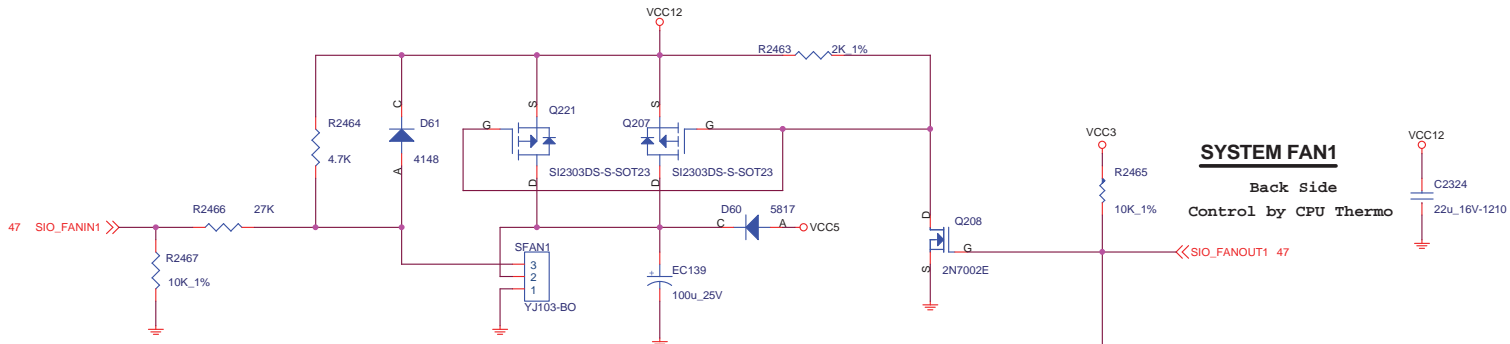 VCC12
R2463
2K_1%
C
S
S
R2464
D61
Q221
Q207
G
G
4.7K
4148
VCC3
SYSTEM FAN1
VCC12
A
SI2303DS-S-SOT23
SI2303DS-S-SOT23
D
D
R2465
Back Side
C2324
10K_1%
Control by CPU Thermo
22u_16V-1210
R2466
27K
D60
5817
47 SIO_FANIN1
C
A
VCC5
D
Q208
R2467
SFAN1
G
SIO_FANOUT1 47
10K_1%
3
2
1
EC139
+
100u_25V
S
2N7002E
YJ103-BO